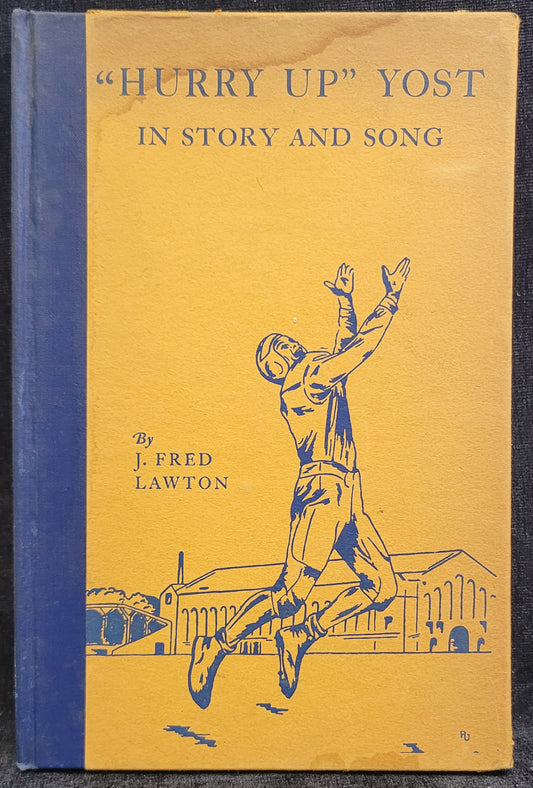 “HURRY UP” YOST
IN STORY AND SONG
By
J. FRED
LAWTON